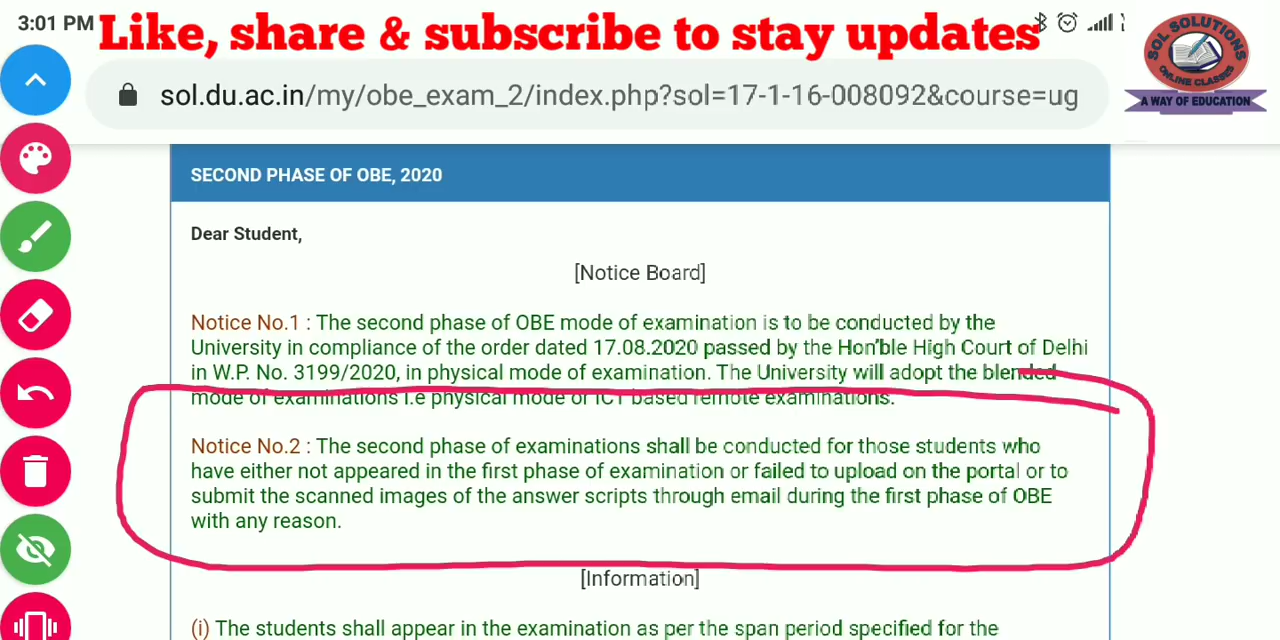 3:01 PM
Like, share & subscribe to stay updates
SOL SOLUTIONS
ONLINE CLASSES
A WAY OF EDUCATION
sol.du.ac.in/my/obe_exam_2/index.php?sol=17-1-16-008092&course=ug
SECOND PHASE OF OBE, 2020
Dear Student,
[Notice Board]
Notice No.1 : The second phase of OBE mode of examination is to be conducted by the
University in compliance of the order dated 17.08.2020 passed by the Hon'ble High Court of Delhi
in W.P. No. 3199/2020, in physical mode of examination. The University will adopt the blended
mode of examinations i.e physical mode or ICT based remote examinations.
Notice No.2 : The second phase of examinations shall be conducted for those students who
have either not appeared in the first phase of examination or failed to upload on the portal or to
submit the scanned images of the answer scripts through email during the first phase of OBE
with any reason.
[Information]
(i) The students shall appear in the examination as per the span period specified for the